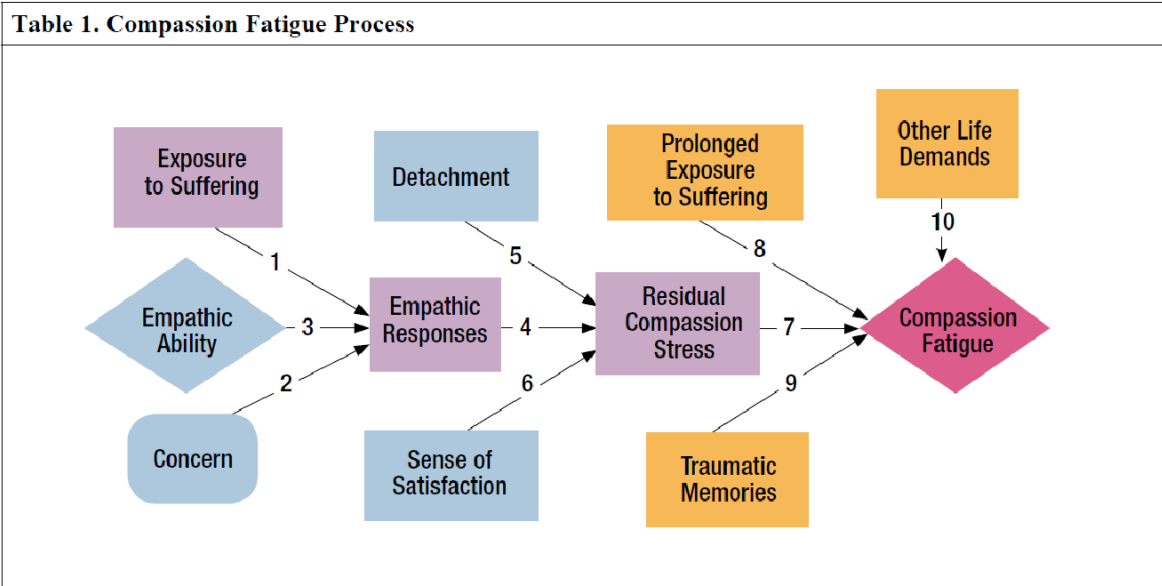 Table 1. Compassion Fatigue Process
Exposure
to Suffering
Detachment
Prolonged
Exposure
to Suffering
Other Life
Demands
1
5
8
10
Empathic
Ability
3
Empathic
Responses
4
Residual
Compassion
Stress
7
Compassion
Fatigue
2
6
9
Concern
Sense of
Satisfaction
Traumatic
Memories